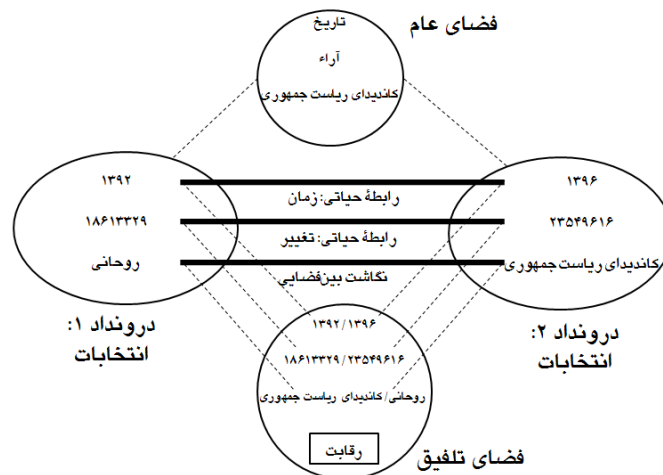 فضای عام
تاریخ
آراء
کاندیدای ریاست جمهوری
۱۳۹۲
۱۸۶۱۳۳۲۹
روحانی
رابطۀ حیاتی: زمان
رابطۀ حیاتی: تغییر
نگاشت بین‌فضایی
۱۳۹۶
۲۳۵۴۹۶۱۶
کاندیدای ریاست جمهوری
درونداد ۱:
انتخابات
درونداد ۲:
انتخابات
۱۳۹۲/۱۳۹۶
۱۸۶۱۳۳۲۹/۲۳۵۴۹۶۱۶
روحانی/کاندیدای ریاست جمهوری
رقابت
فضای تلفیق